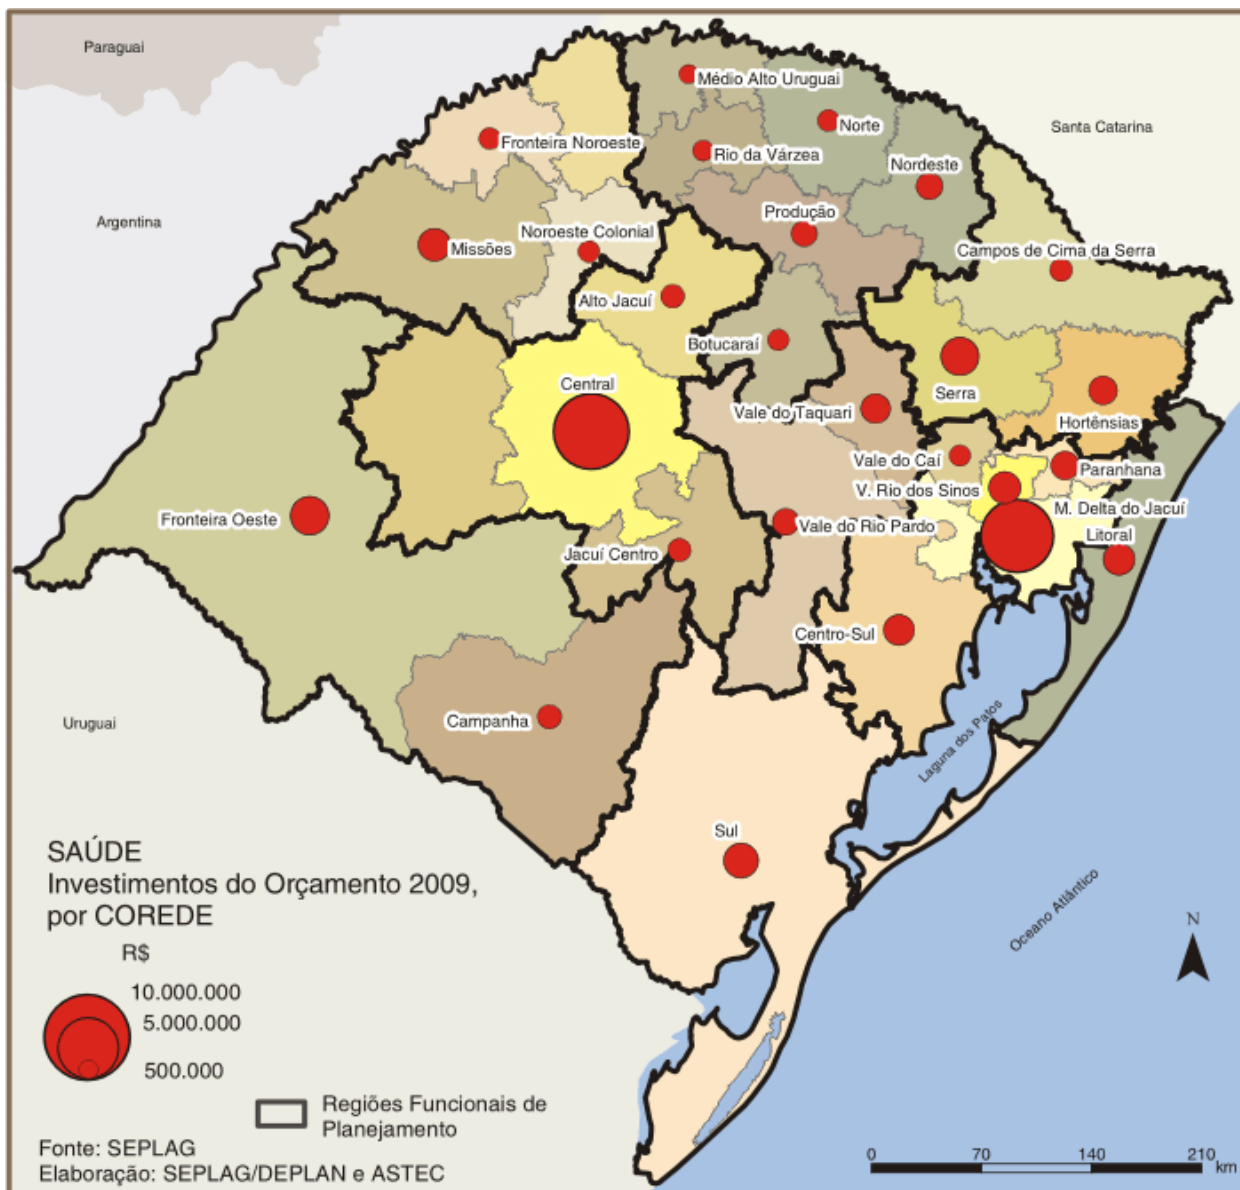 Paraguai
Médio Alto Uruguai
Norte
Santa Catarina
Fronteira Noroeste
Rio da Várzea
Nordeste
Argentina
Produção
Noroeste Colonial
Missões
Campos de Cima da Serra
Alto Jacuí
Botucaraí
Central
Serra
Vale do Taquari
Hortênsias
Vale do Caí
Paranhana
V. Rio dos Sinos
M. Delta do Jacuí
Fronteira Oeste
Vale do Rio Pardo
Litoral
Jacuí Centro
Centro-Sul
Uruguai
Campanha
Laguna dos Patos
Sul
Oceano Atlântico
N
SAÚDE
Investimentos do Orçamento 2009,
por COREDE
R$
10.000.000
5.000.000
500.000
Regiões Funcionais de
Planejamento
Fonte: SEPLAG
Elaboração: SEPLAG/DEPLAN e ASTEC
0 70 140 210
km